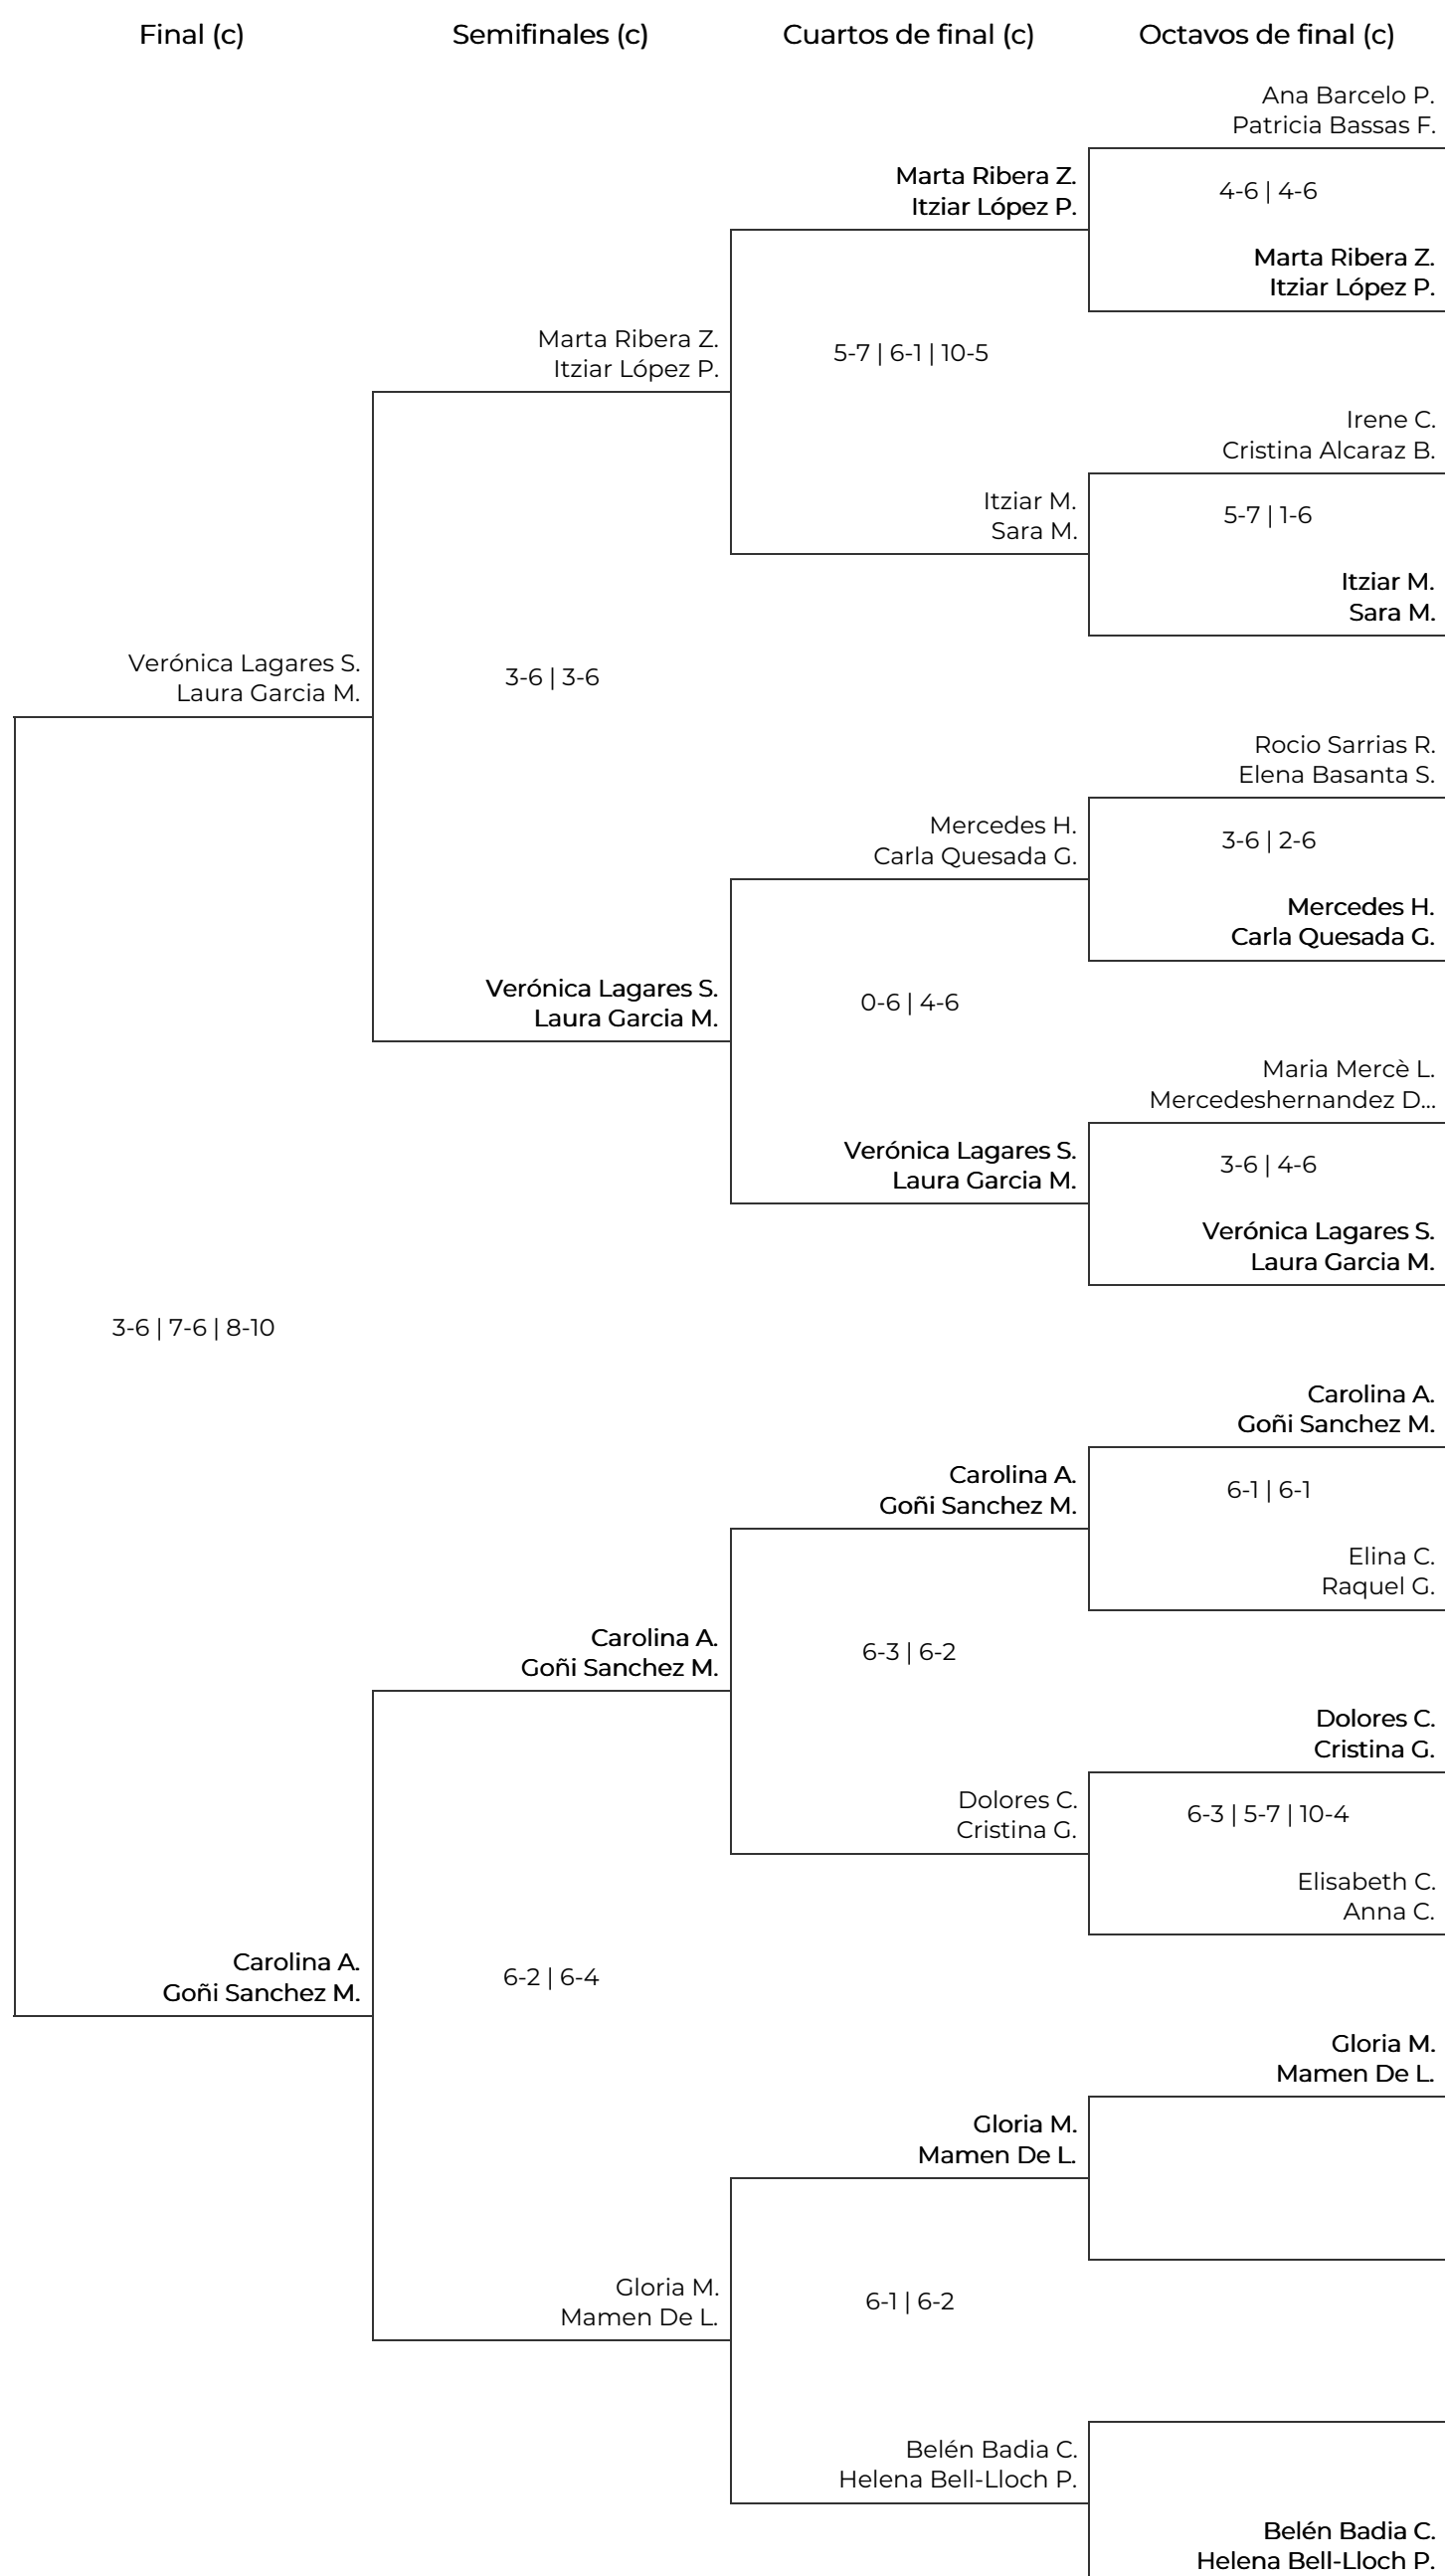 Final (c)
Semifinales (c)
Cuartos de final (c)
Octavos de final (c)
Ana Barcelo P.
Patricia Bassas F.
Marta Ribera Z.
Itziar López P.
4-6 | 4-6
Marta Ribera Z.
Itziar López P.
Marta Ribera Z.
Itziar López P.
5-7 | 6-1 | 10-5
Irene C.
Cristina Alcaraz B.
Itziar M.
Sara M.
5-7 | 1-6
Itziar M.
Sara M.
Verónica Lagares S.
Laura Garcia M.
3-6 | 3-6
Rocio Sarrias R.
Elena Basanta S.
Mercedes H.
Carla Quesada G.
3-6 | 2-6
Mercedes H.
Carla Quesada G.
Verónica Lagares S.
Laura Garcia M.
0-6 | 4-6
Maria Mercè L.
Mercedeshernandez D...
Verónica Lagares S.
Laura Garcia M.
3-6 | 4-6
Verónica Lagares S.
Laura Garcia M.
3-6 | 7-6 | 8-10
Carolina A.
Goñi Sanchez M.
Carolina A.
Goñi Sanchez M.
6-1 | 6-1
Elina C.
Raquel G.
Carolina A.
Goñi Sanchez M.
6-3 | 6-2
Dolores C.
Cristina G.
Dolores C.
Cristina G.
6-3 | 5-7 | 10-4
Elisabeth C.
Anna C.
Carolina A.
Goñi Sanchez M.
6-2 | 6-4
Gloria M.
Mamen De L.
Gloria M.
Mamen De L.
Gloria M.
Mamen De L.
6-1 | 6-2
Belén Badia C.
Helena Bell-Lloch P.
Belén Badia C.
Helena Bell-Lloch P.